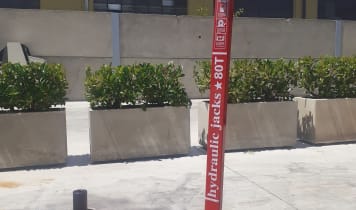 hydraulic jacks ★ 80T